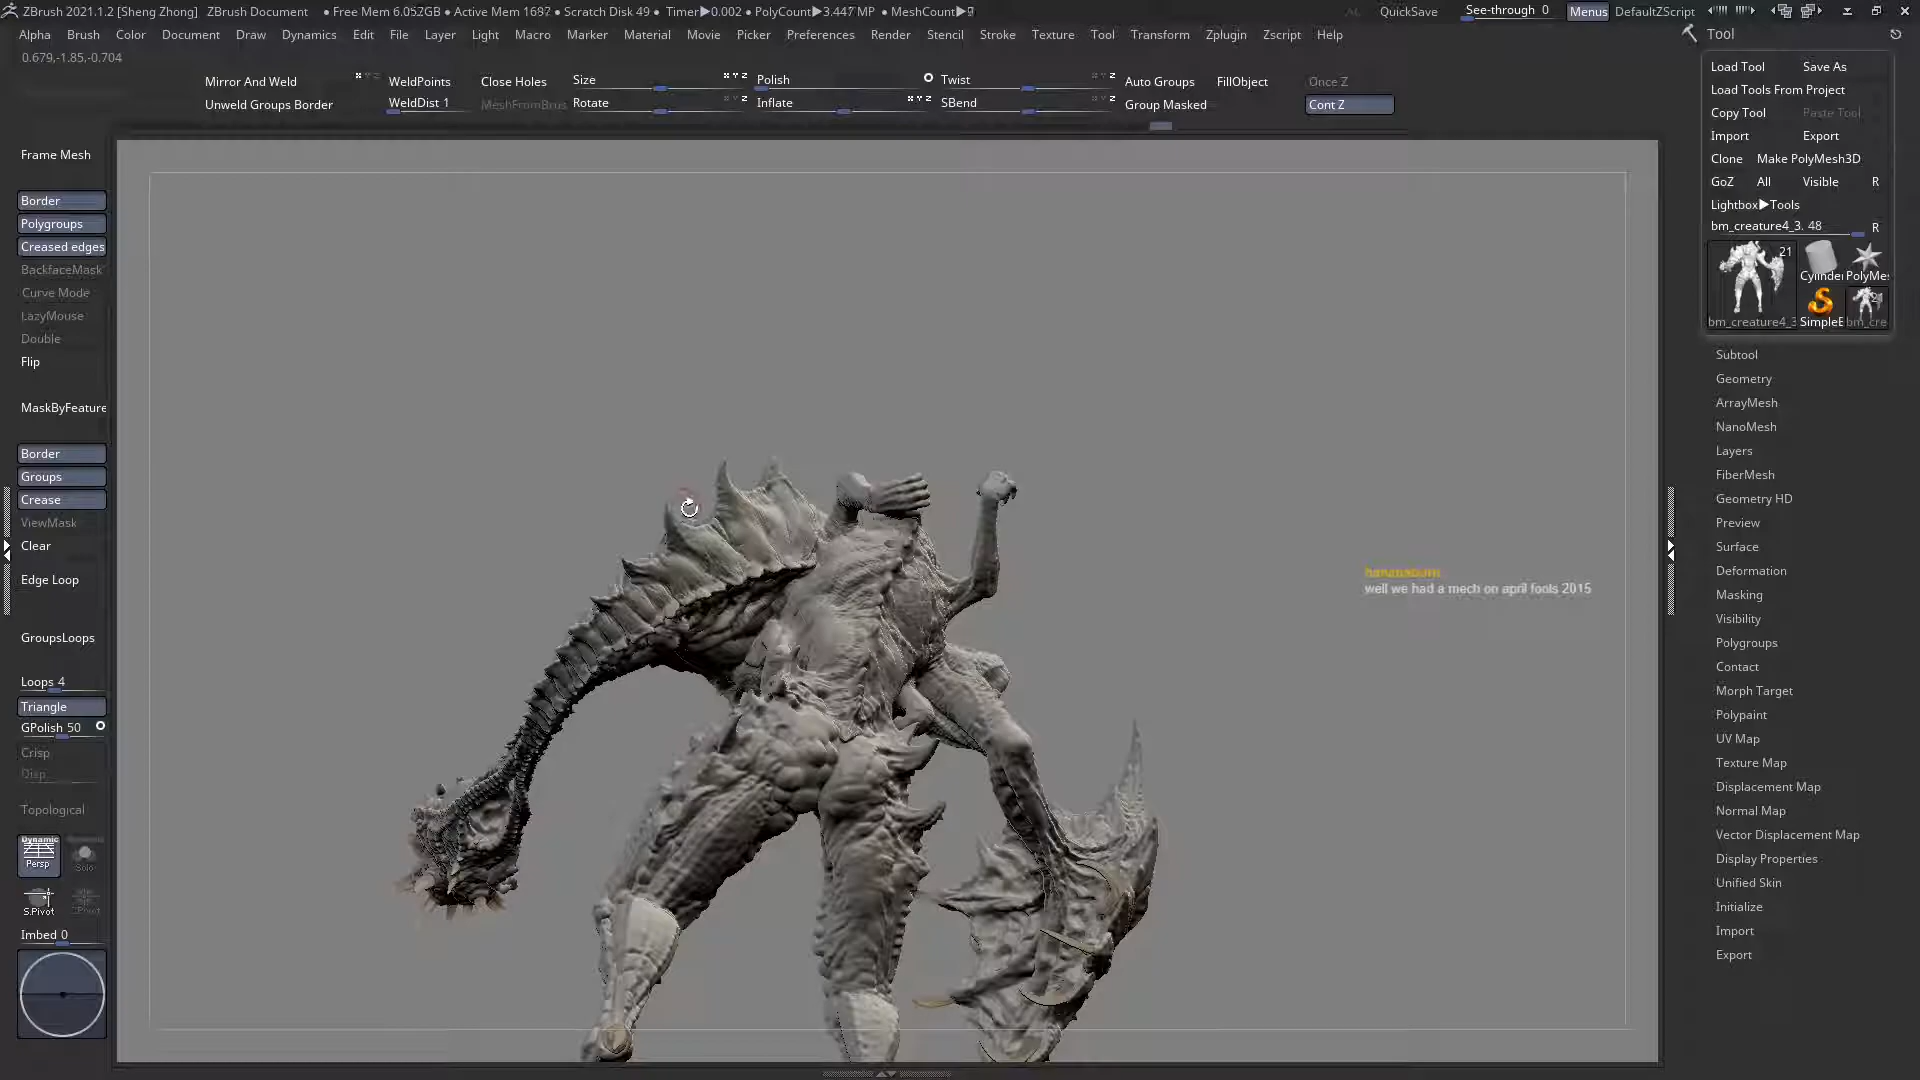 ZBrush 2021.1.2 [Sheng Zhong] ZBrush Document • Free Mem 6.052GB • Active Mem 1697 • Scratch Disk 49 • Timer▶0.002 • PolyCount▶3.447 MP • MeshCount▶9 QuickSave See-through 0 Menus DefaultZScript
Alpha Brush Color Document Draw Dynamics Edit File Layer Light Macro Marker Material Movie Picker Preferences Render Stencil Stroke Texture Tool Transform Zplugin Zscript Help
0.679,-1.85,-0.704
Mirror And Weld WeldPoints Close Holes Size Polish Twist Auto Groups FillObject Once Z
Unweld Groups Border WeldDist 1 MeshFromBrus Rotate Inflate SBend Group Masked Cont Z
Frame Mesh
Border
Polygroups
Creased edges
BackfaceMask
Curve Mode
LazyMouse
Double
Flip
MaskByFeature
Border
Groups
Crease
ViewMask
Clear
Edge Loop
GroupsLoops
Loops 4
Triangle
GPolish 50
Crisp
Disp
Topological
Dynamic
Persp Solo
S.Pivot
Imbed 0
well we had a mech on april fools 2015
Tool
Load Tool Save As
Load Tools From Project
Copy Tool Paste Tool
Import Export
Clone Make PolyMesh3D
GoZ All Visible R
Lightbox▶Tools
bm_creature4_3. 48 R
21
Cylinder PolyMes
bm_creature4_3 SimpleB bm_cre
Subtool
Geometry
ArrayMesh
NanoMesh
Layers
FiberMesh
Geometry HD
Preview
Surface
Deformation
Masking
Visibility
Polygroups
Contact
Morph Target
Polypaint
UV Map
Texture Map
Displacement Map
Normal Map
Vector Displacement Map
Display Properties
Unified Skin
Initialize
Import
Export